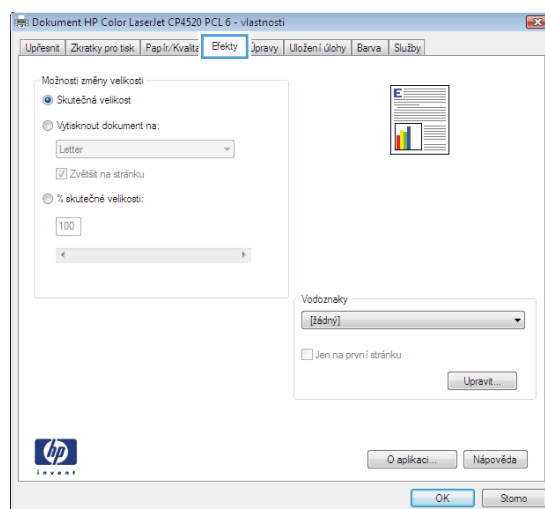 Dokument HP Color LaserJet CP4520 PCL 6 - vlastnosti
Upřesnit Zkratky pro tisk Papír/Kvalita Efekty Úpravy Uložení úlohy Barva Služby
Možnosti změny velikosti
Skutečná velikost
Vytisknout dokument na:
Letter
Zvětšit na stránku
% skutečné velikosti:
100
E
Vodoznaky
[žádný]
Jen na první stránku
Upravit...
hp
invent
O aplikaci... Nápověda
OK Storno